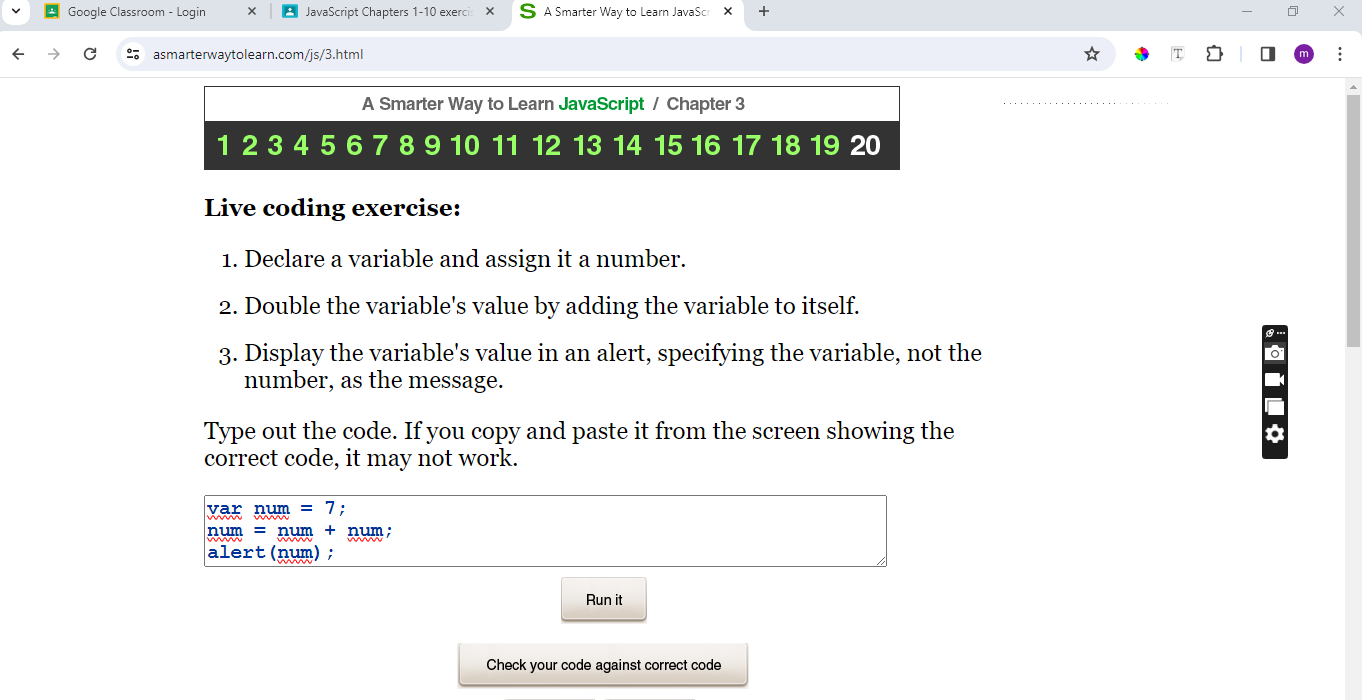 Google Classroom - Login
JavaScript Chapters 1-10 exerci
A Smarter Way to Learn JavaSc
asmarterwaytolearn.com/js/3.html
m
A Smarter Way to Learn JavaScript / Chapter 3
1 2 3 4 5 6 7 8 9 10 11 12 13 14 15 16 17 18 19 20
Live coding exercise:
1. Declare a variable and assign it a number.
2. Double the variable's value by adding the variable to itself.
3. Display the variable's value in an alert, specifying the variable, not the
number, as the message.
Type out the code. If you copy and paste it from the screen showing the
correct code, it may not work.
var num = 7;
num = num + num;
alert(num);
Run it
Check your code against correct code